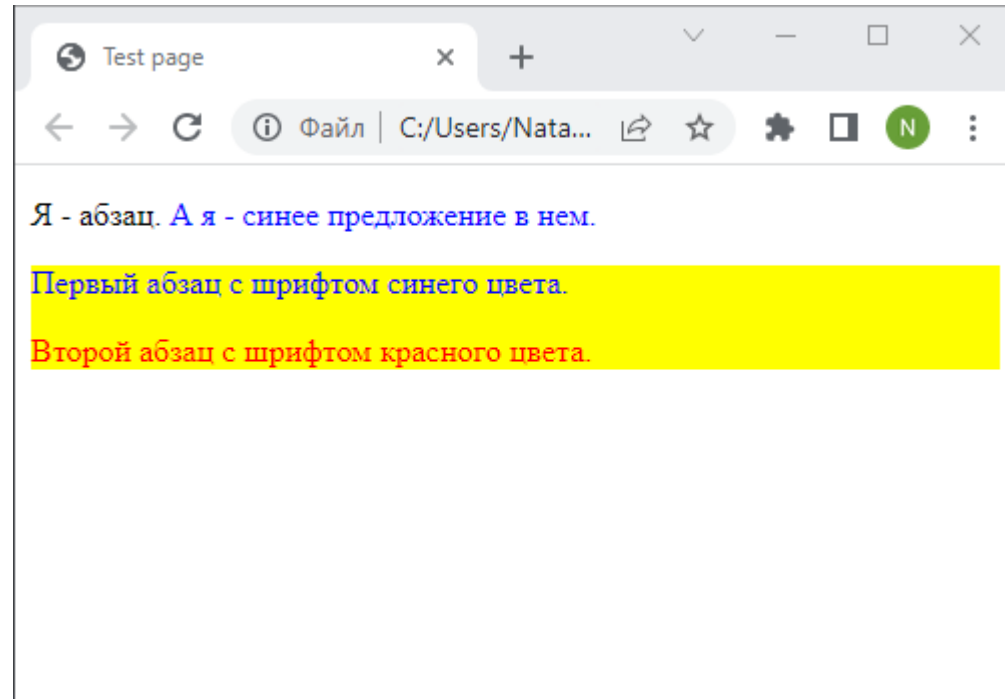 Test page
Файл C:/Users/Nata...
N
Я - абзац. А я - синее предложение в нем.
Первый абзац с шрифтом синего цвета.
Второй абзац с шрифтом красного цвета.